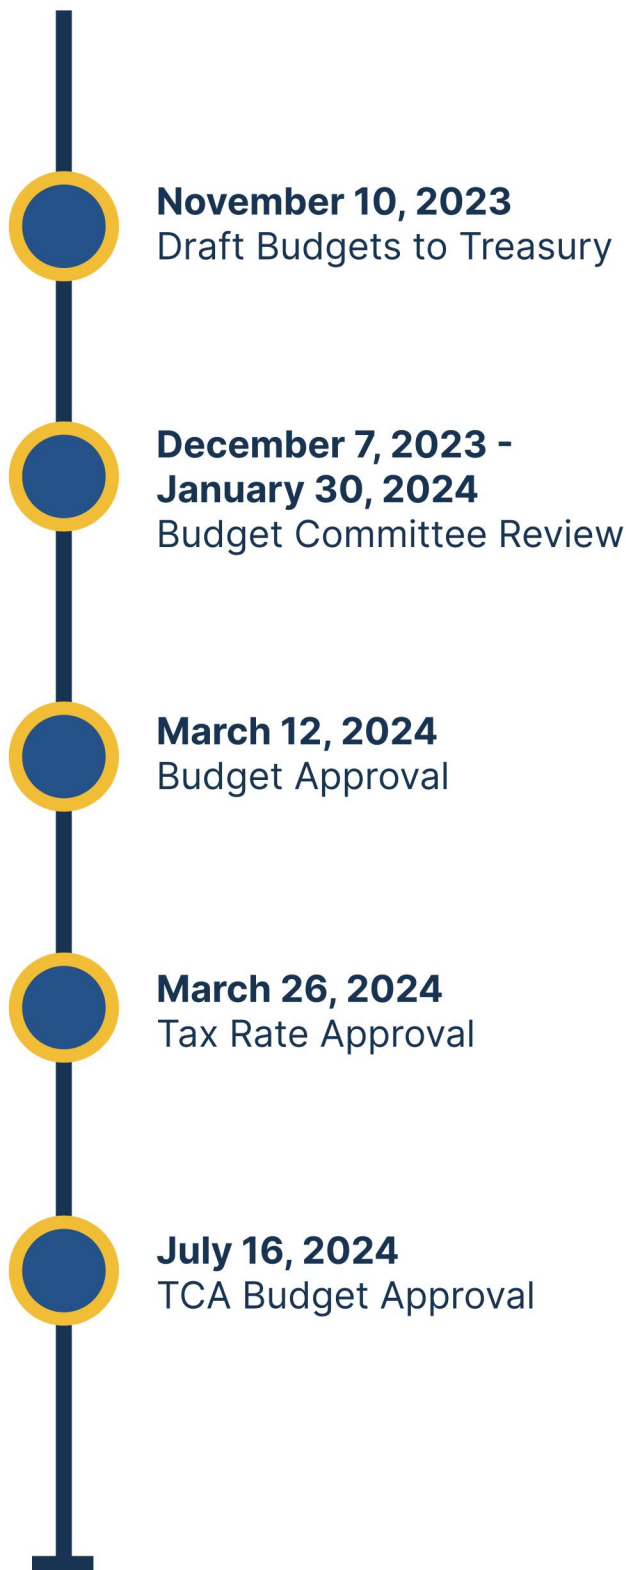 November 10, 2023
Draft Budgets to Treasury
December 7, 2023 -
January 30, 2024
Budget Committee Review
March 12, 2024
Budget Approval
March 26, 2024
Tax Rate Approval
July 16, 2024
TCA Budget Approval